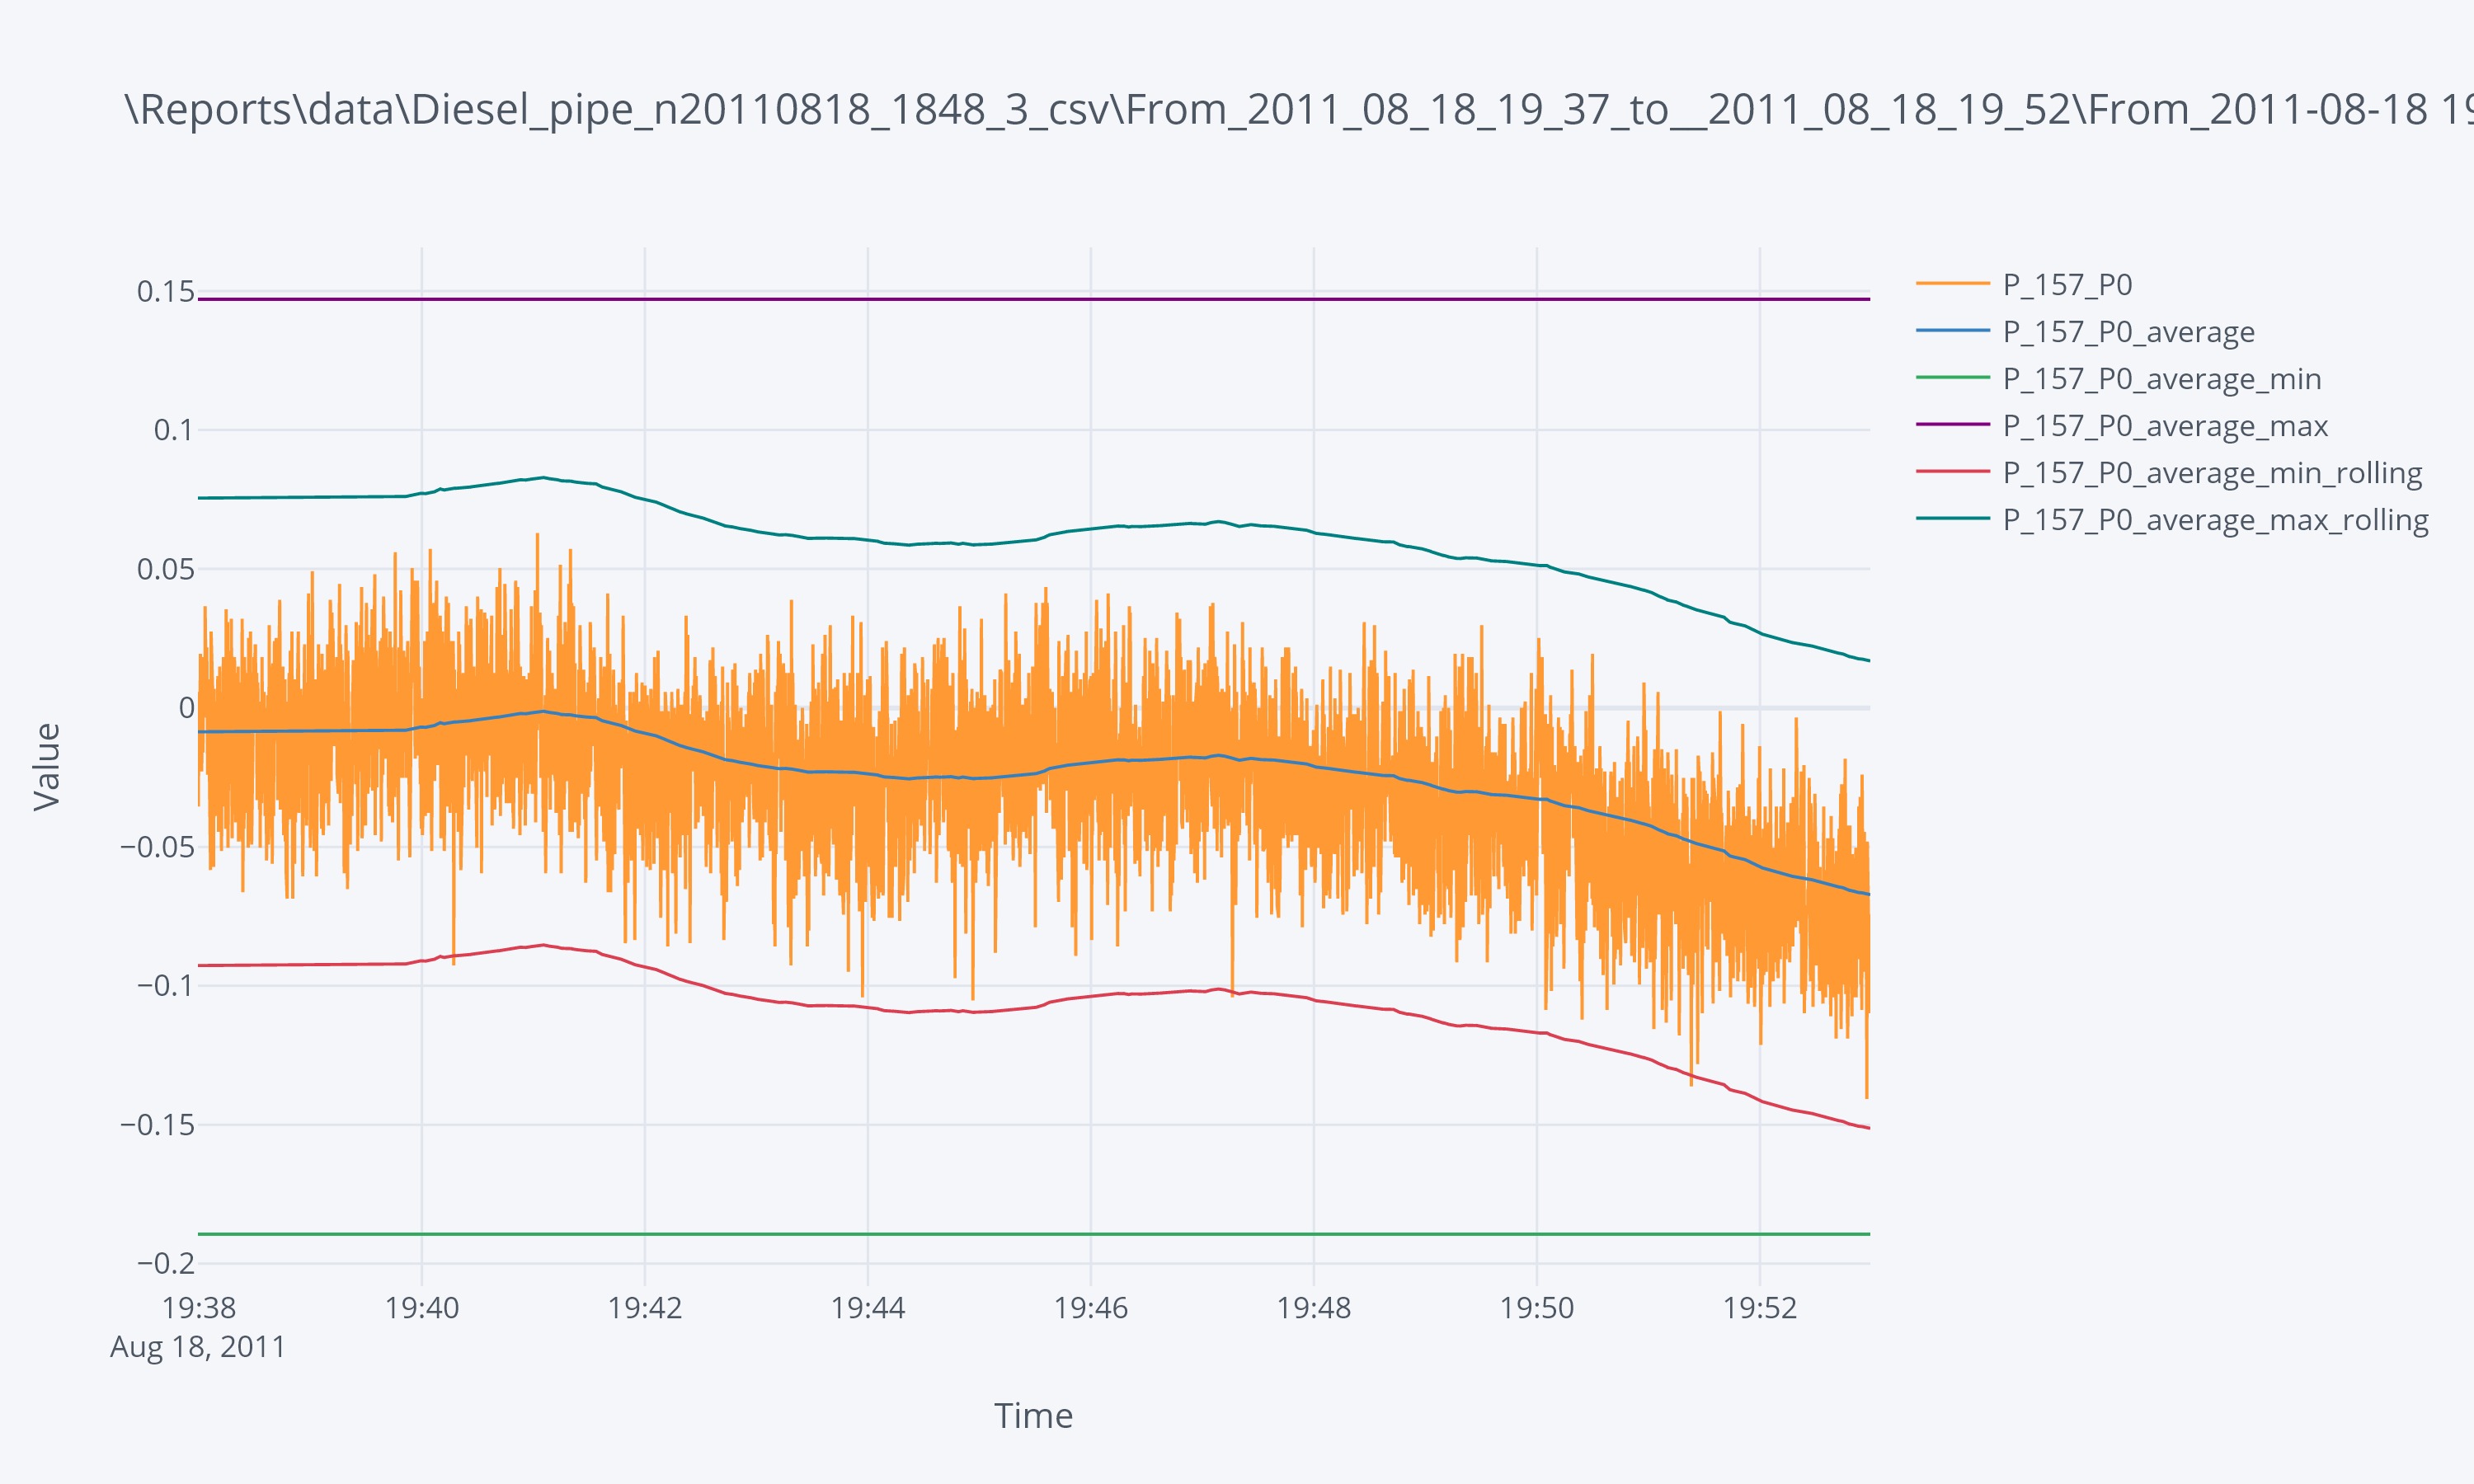 \Reports\data\Diesel_pipe_n20110818_1848_3_csv\From_2011_08_18_19_37_to__2011_08_18_19_52\From_2011-08-18 19
P_157_P0
P_157_P0_average
P_157_P0_average_min
P_157_P0_average_max
P_157_P0_average_min_rolling
P_157_P0_average_max_rolling
Value
0.15
0.1
0.05
0
−0.05
−0.1
−0.15
−0.2
19:38 19:40 19:42 19:44 19:46 19:48 19:50 19:52
Aug 18, 2011
Time